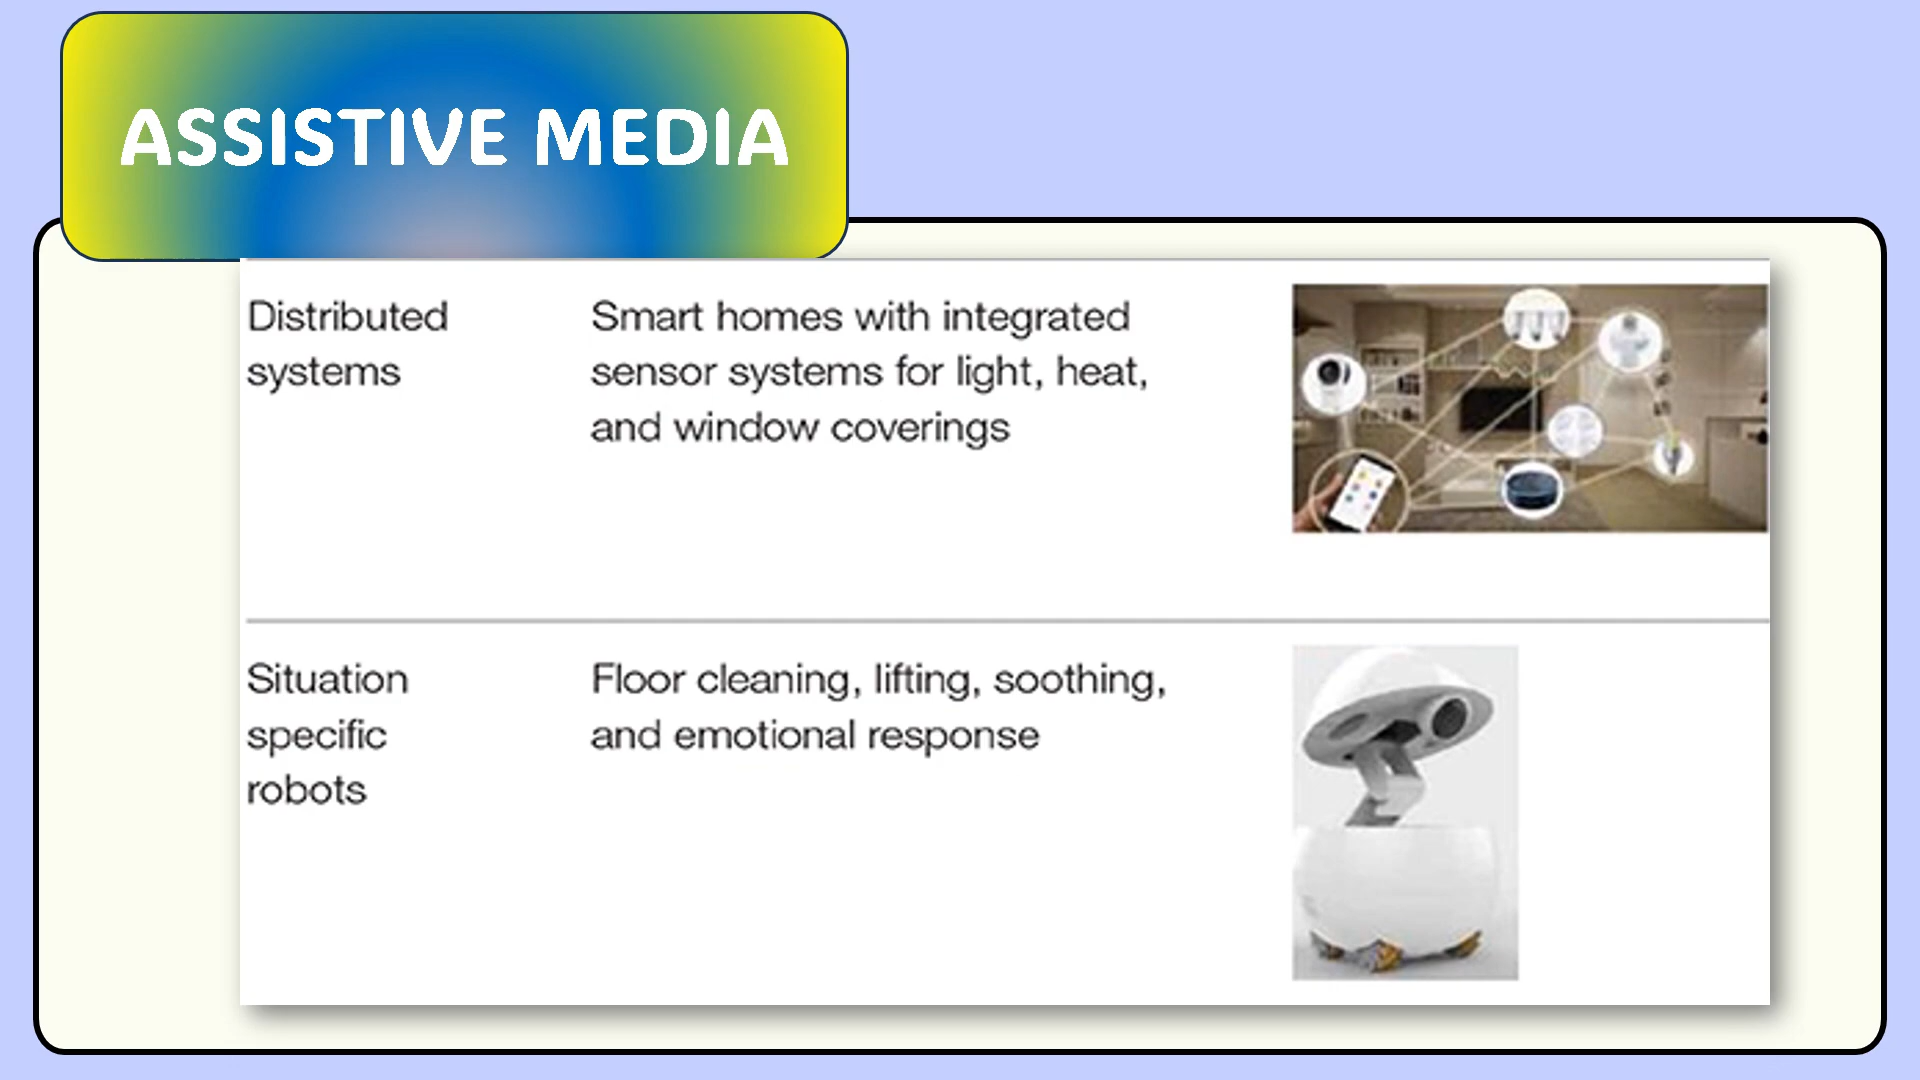 ASSISTIVE MEDIA
Distributed
systems
Smart homes with integrated
sensor systems for light, heat,
and window coverings
Situation
specific
robots
Floor cleaning, lifting, soothing,
and emotional response